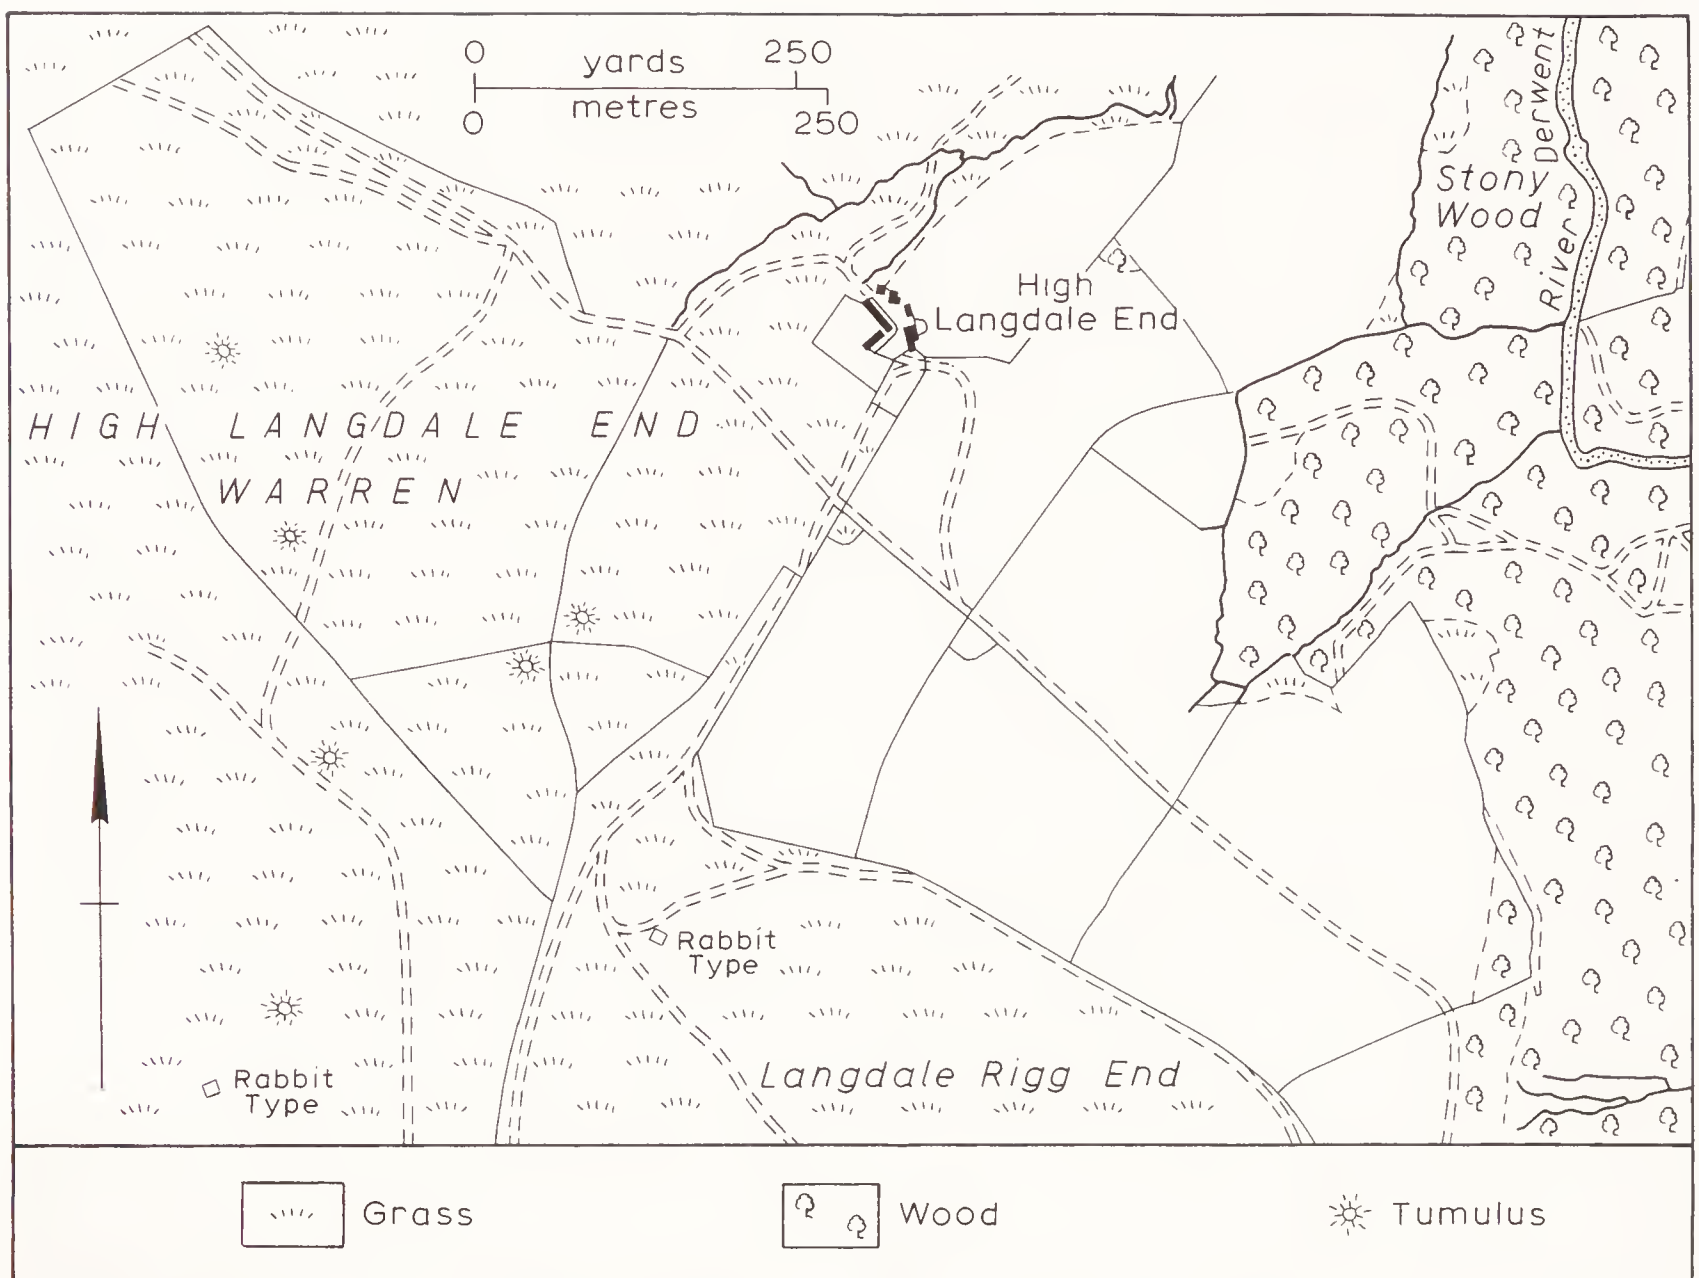 0 250
yards
metres
0 250
River Derwent
Stony
Wood
High
Langdale End
HIGH LANGDALE END
WARREN
Rabbit
Type
Rabbit
Type
Langdale Rigg End
Grass
Wood
Tumulus